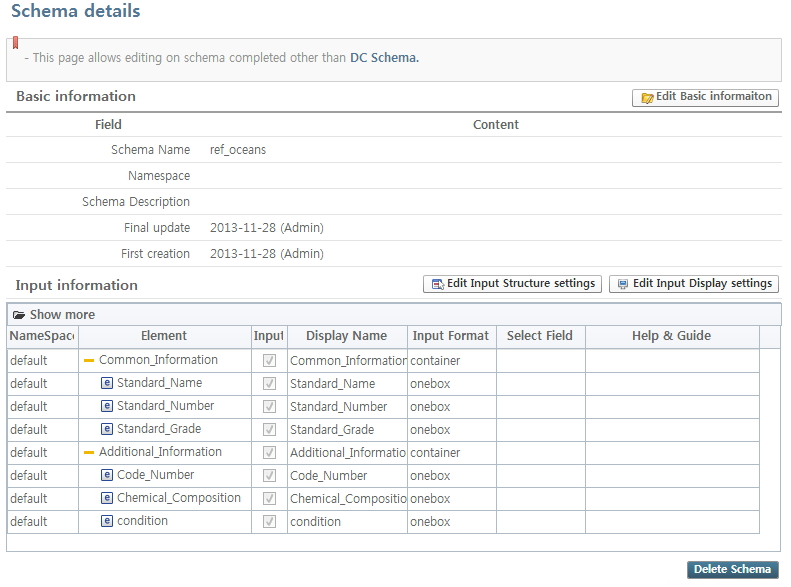 Schema details
- This page allows editing on schema completed other than DC Schema.
Basic information
Edit Basic informaiton
Field Content
Schema Name ref_oceans
Namespace
Schema Description
Final update 2013-11-28 (Admin)
First creation 2013-11-28 (Admin)
Input information
Edit Input Structure settings
Edit Input Display settings
Show more
NameSpac Element Input Display Name Input Format Select Field Help & Guide
default Common_Information Common_Information container
default Standard_Name Standard_Name onebox
default Standard_Number Standard_Number onebox
default Standard_Grade Standard_Grade onebox
default Additional_Information Additional_Informatio container
default Code_Number Code_Number onebox
default Chemical_Composition Chemical_Compositio onebox
default condition condition onebox
Delete Schema